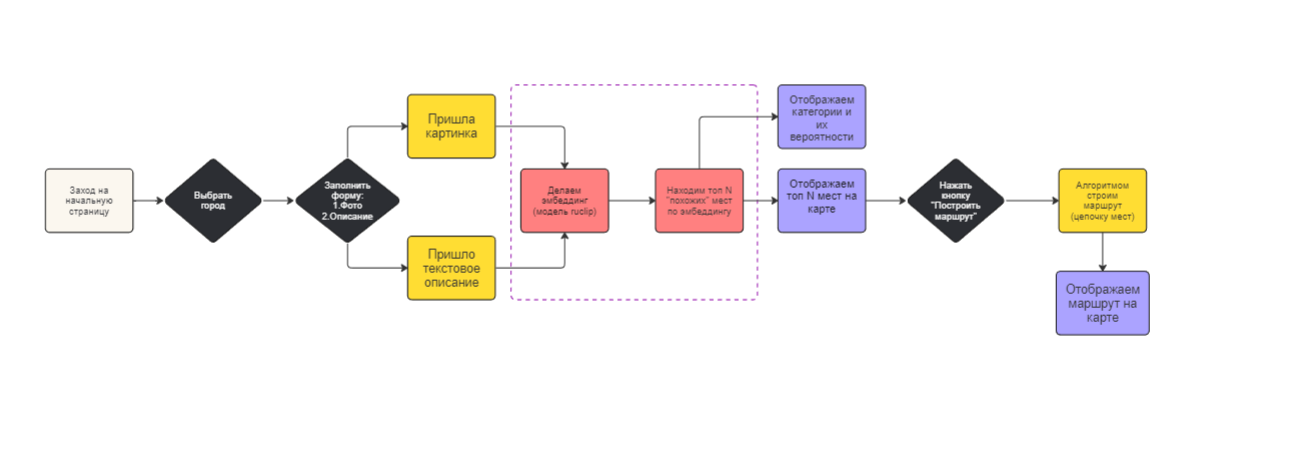 Заход на
начальную
страницу
Выбрать
город
Заполнить
форму:
1.Фото
2.Описание
Пришла
картинка
Пришло
текстовое
описание
Делаем
эмбеддинг
(модель ruclip)
Находим топ N
"похожих" мест
по эмбеддингу
Отображаем
категории и
их
вероятности
Отображаем
топ N мест на
карте
Нажать
кнопку
"Построить
маршрут"
Алгоритмом
строим
маршрут
(цепочку мест)
Отображаем
маршрут на
карте